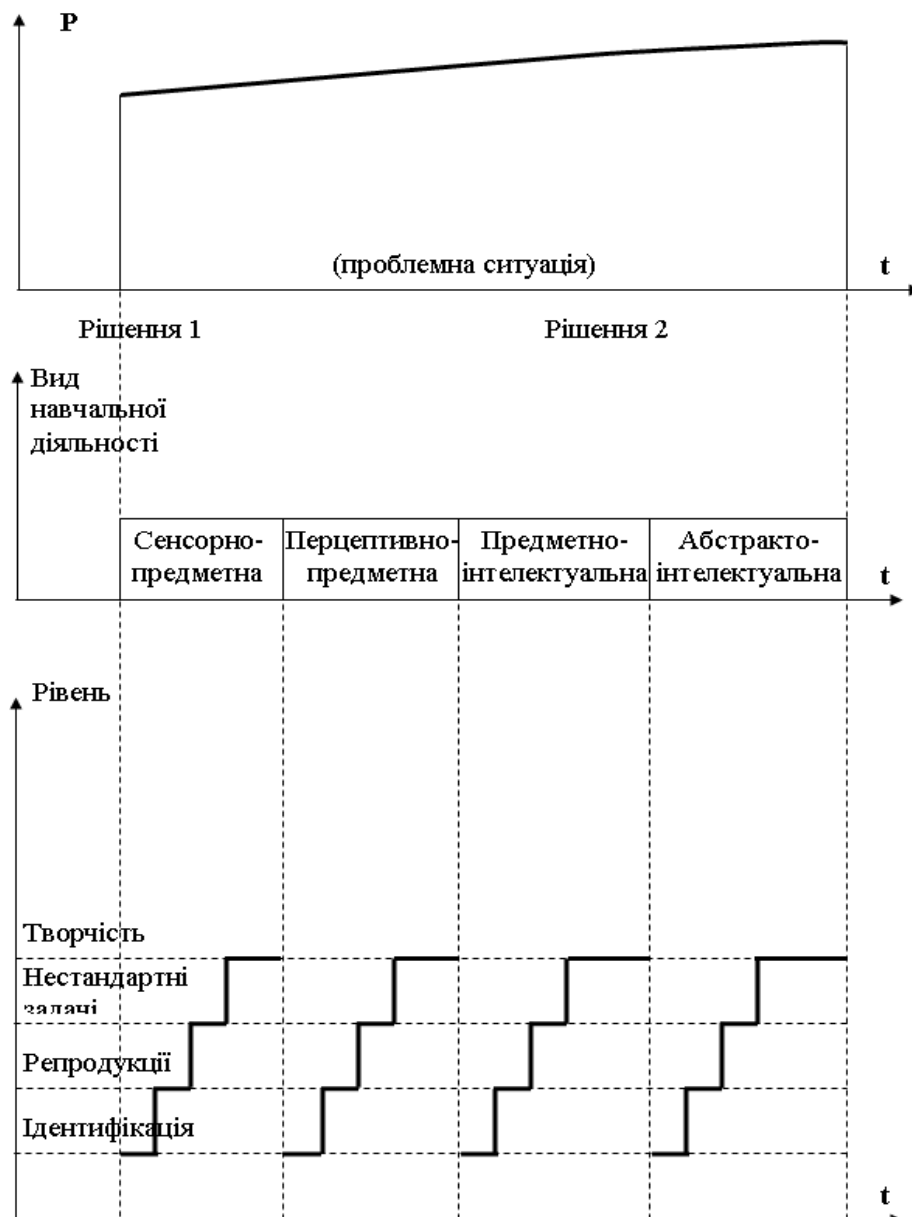 P
(проблемна ситуація)
t
Рішення 1
Рішення 2
Вид
навчальної
діяльності
Сенсорно-
предметна
Перцептивно-
предметна
Предметно-
інтелектуальна
Абстракто-
інтелектуальна
t
Рівень
Творчість
Нестандартні
задачі
Репродукції
Ідентифікація
t